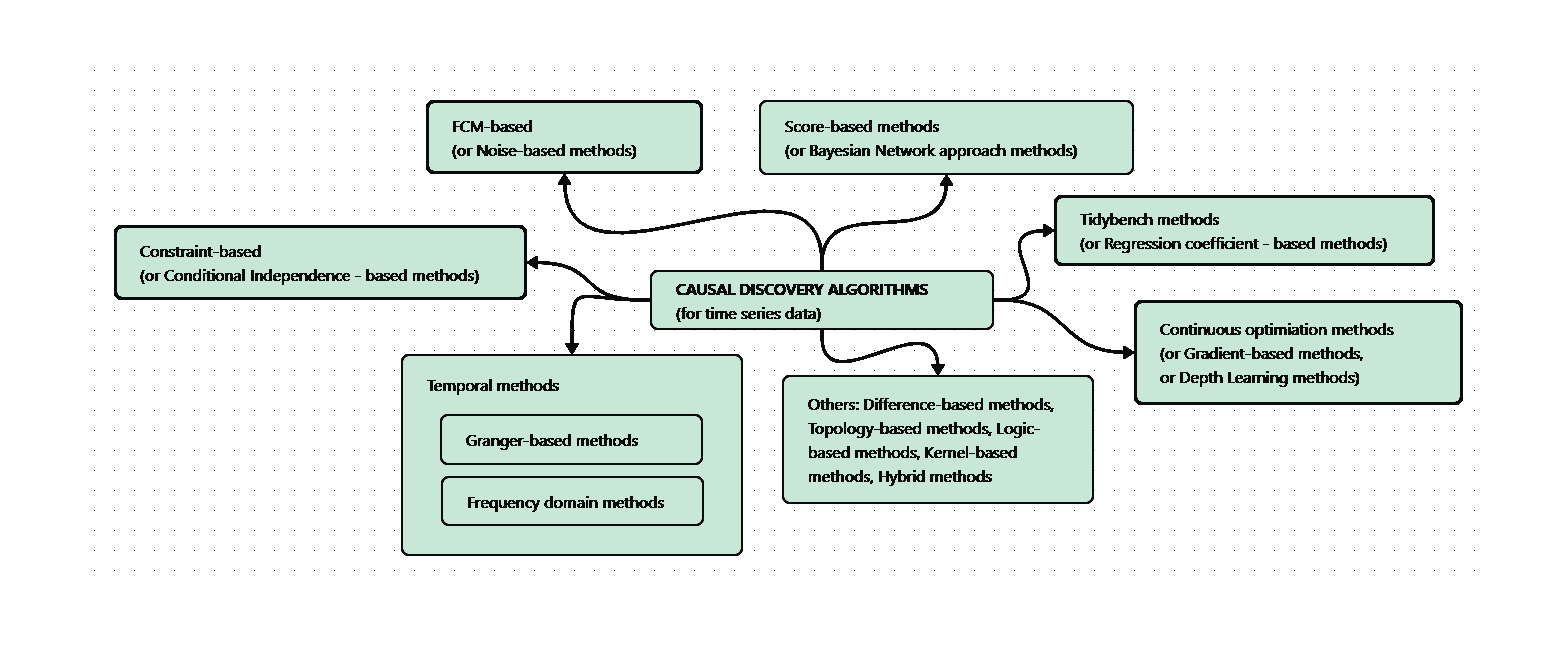 FCM-based
(or Noise-based methods)
Score-based methods
(or Bayesian Network approach methods)
Tidybench methods
(or Regression coefficient - based methods)
Constraint-based
(or Conditional Independence - based methods)
CAUSAL DISCOVERY ALGORITHMS
(for time series data)
Continuous optimiation methods
(or Gradient-based methods,
or Depth Learning methods)
Temporal methods
Granger-based methods
Frequency domain methods
Others: Difference-based methods,
Topology-based methods, Logic-
based methods, Kernel-based
methods, Hybrid methods